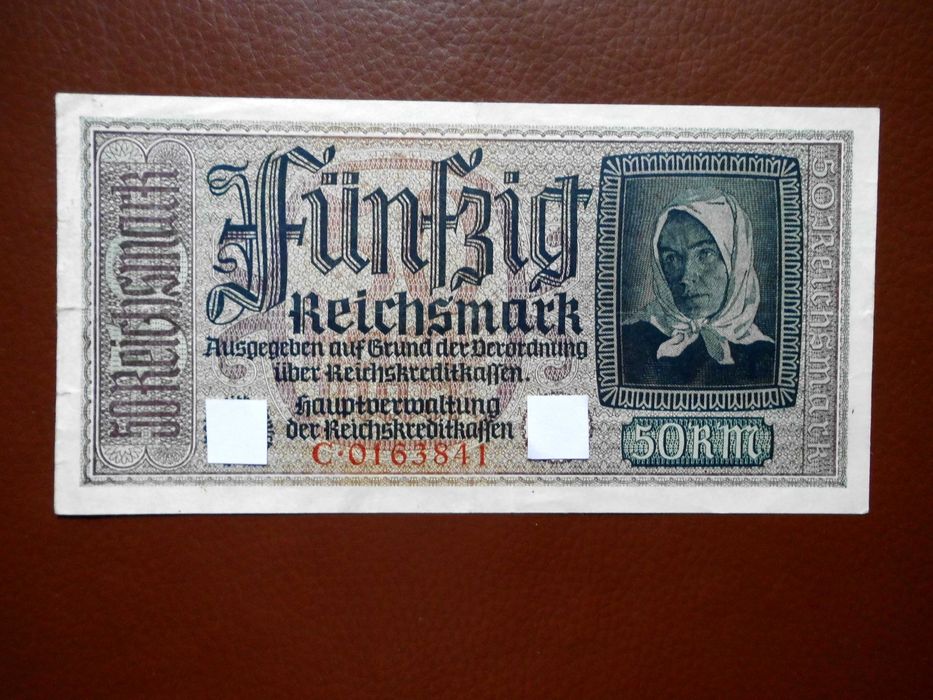 50 Reichsmark
Fünfzig
Reichsmark
Ausgegeben auf Grund der Verordnung
über Reichskreditkassen.
Hauptverwaltung
der Reichskreditkassen
C·0163841
50 RM
50 Reichsmark